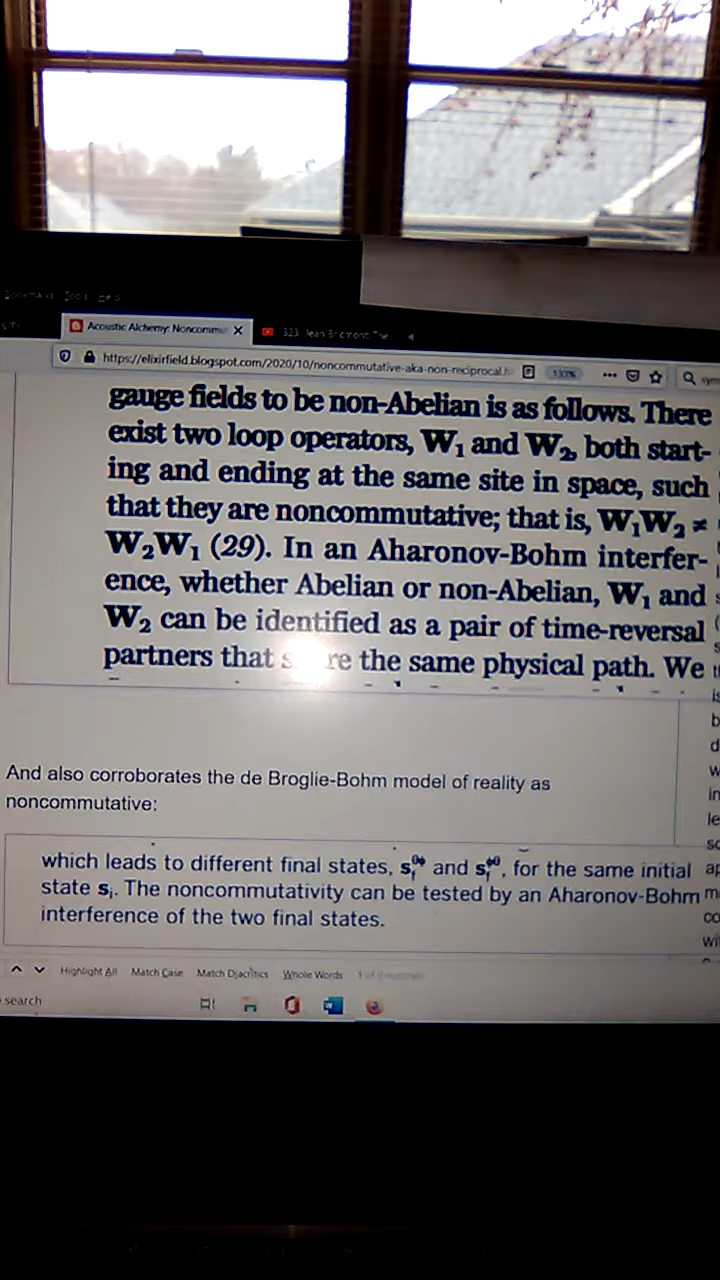 Acoustic Alchemy: Noncommu
323 Jean Bricmont: The
https://elixirfield.blogspot.com/2020/10/noncommutative-aka-non-reciprocal.h
133%
gauge fields to be non-Abelian is as follows. There
exist two loop operators, W₁ and W₂, both start-
ing and ending at the same site in space, such
that they are noncommutative; that is, W₁W₂ ≠
W₂W₁ (29). In an Aharonov-Bohm interfer-
ence, whether Abelian or non-Abelian, W₁ and
W₂ can be identified as a pair of time-reversal
partners that s re the same physical path. We
And also corroborates the de Broglie-Bohm model of reality as
noncommutative:
which leads to different final states, and , for the same initial
state sᵢ. The noncommutativity can be tested by an Aharonov-Bohm
interference of the two final states.
Highlight All Match Case Match Diacritics Whole Words
search